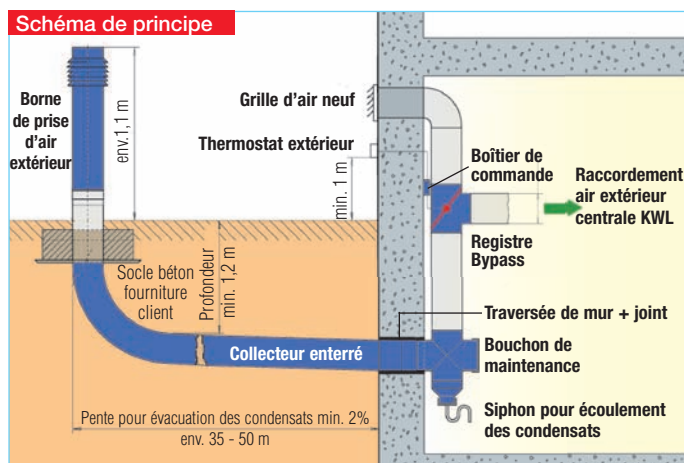 Schéma de principe
Borne
de prise
d'air
extérieur
env.1,1 m
Grille d'air neuf
Thermostat extérieur
min. 1 m
Boîtier de
commande
Raccordement
air extérieur
centrale KWL
Registre
Bypass
Socle béton
fourniture
client
Profondeur
min. 1,2 m
Traversée de mur + joint
Collecteur enterré
Bouchon de
maintenance
Pente pour évacuation des condensats min. 2%
env. 35 - 50 m
Siphon pour écoulement
des condensats